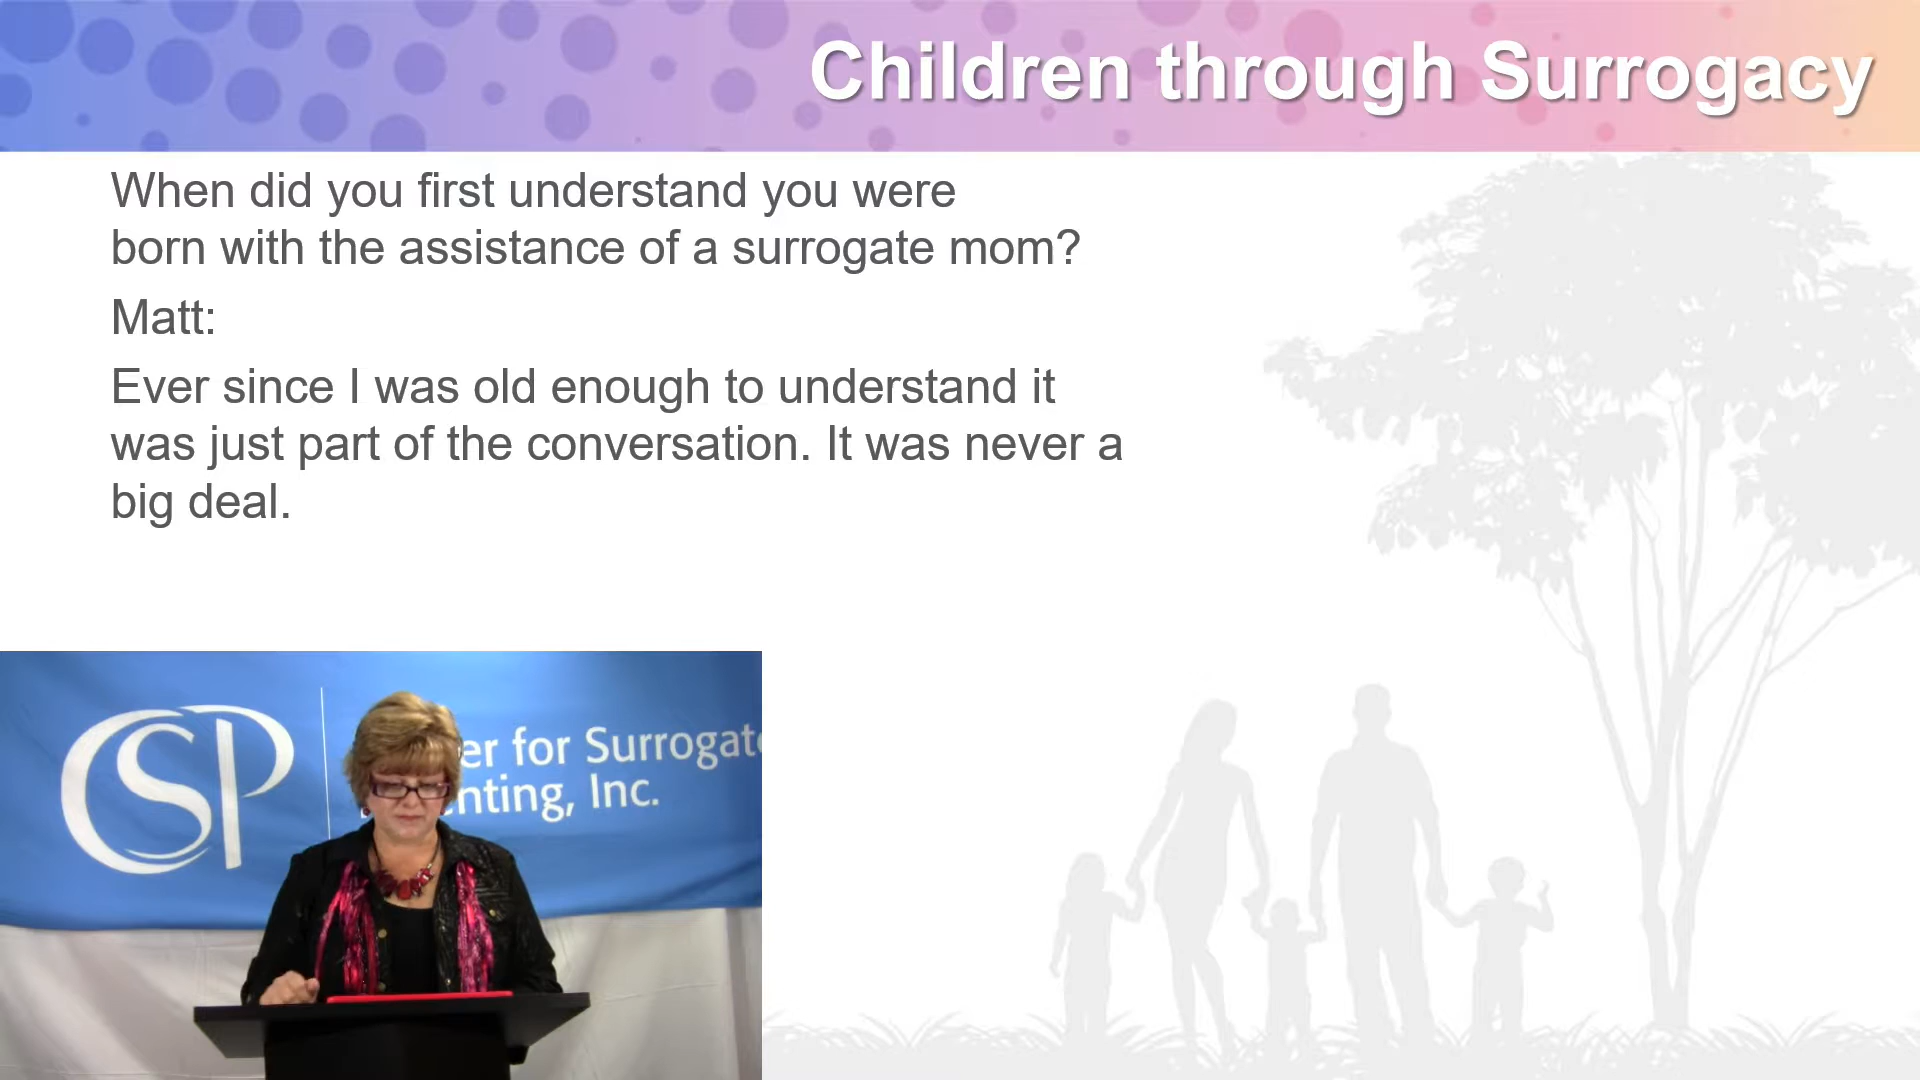 Children through Surrogacy
When did you first understand you were
born with the assistance of a surrogate mom?
Matt:
Ever since I was old enough to understand it
was just part of the conversation. It was never a
big deal.
CSP
for Surrogate
Inc.